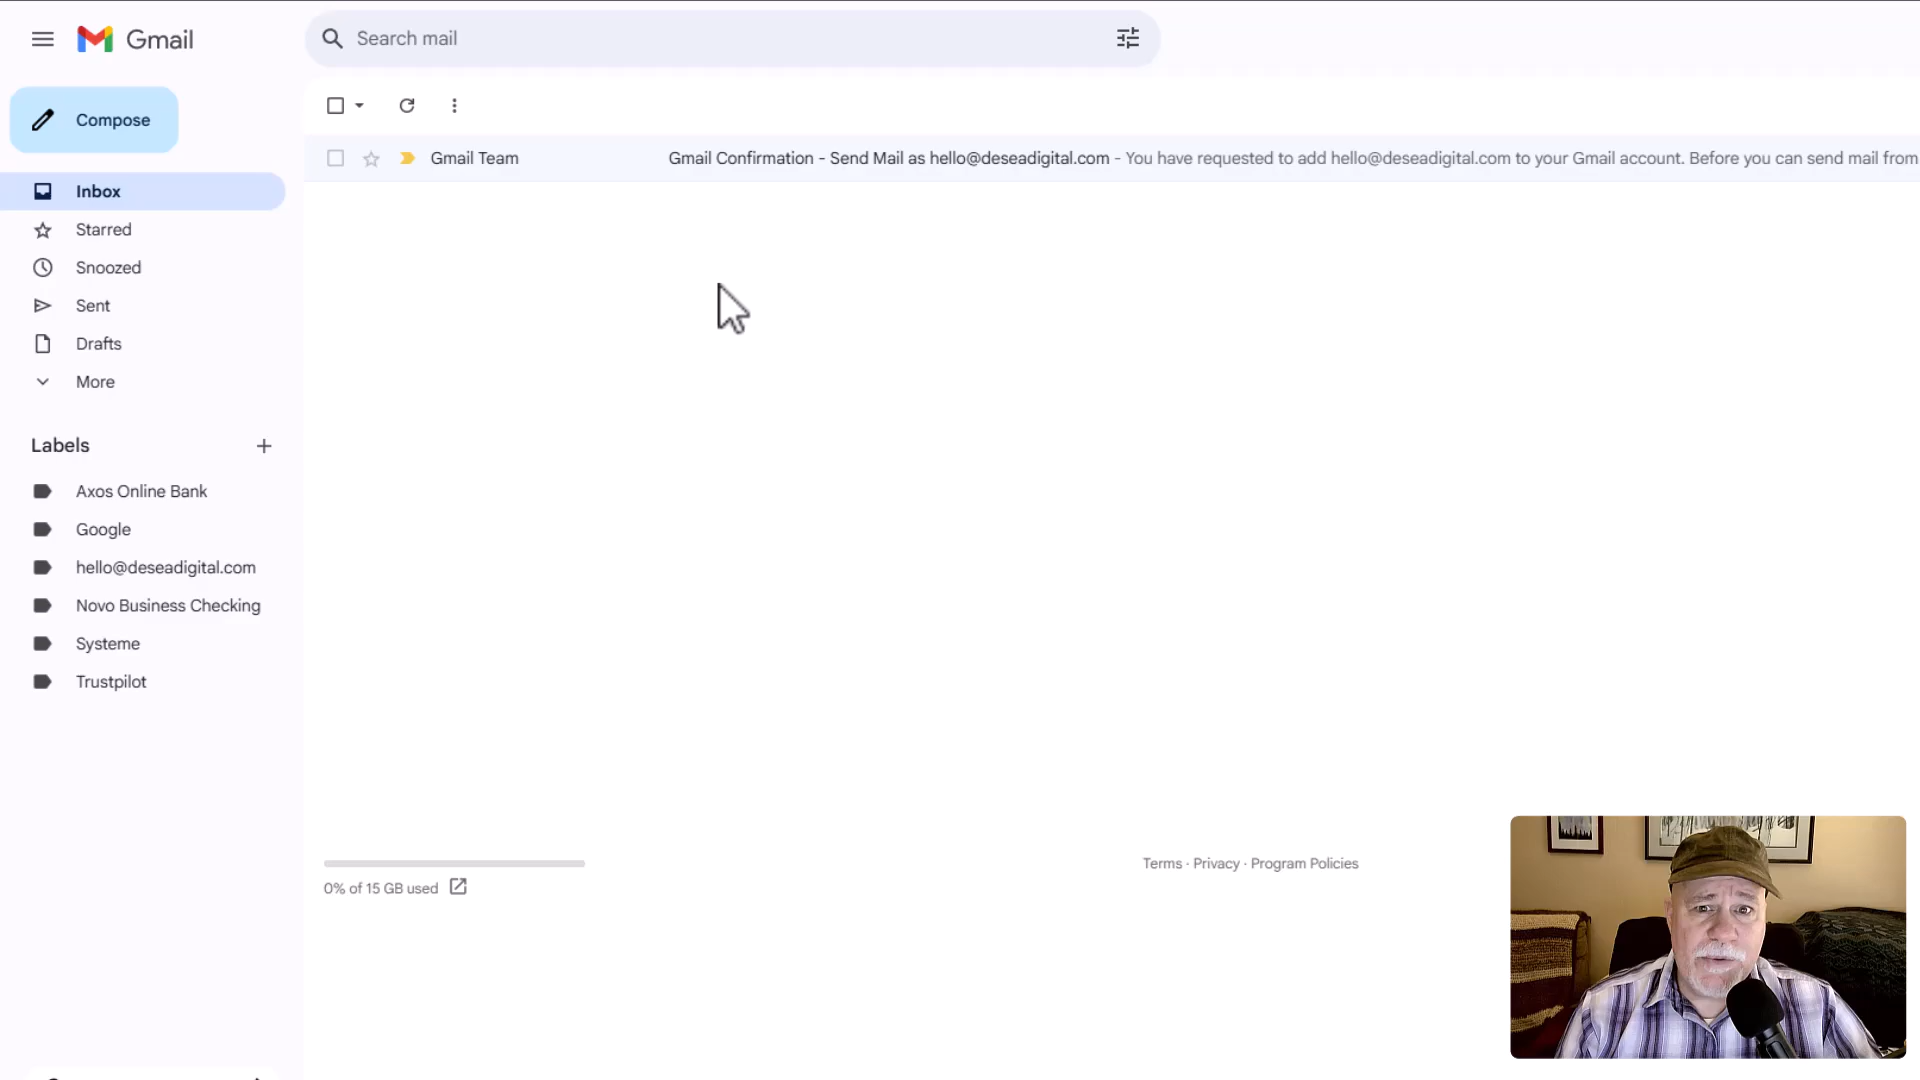 Gmail
Search mail
Compose
Gmail Team
Gmail Confirmation - Send Mail as hello@deseadigital.com - You have requested to add hello@deseadigital.com to your Gmail account. Before you can send mail from
Inbox
Starred
Snoozed
Sent
Drafts
More
Labels
Axos Online Bank
Google
hello@deseadigital.com
Novo Business Checking
Systeme
Trustpilot
Terms · Privacy · Program Policies
0% of 15 GB used